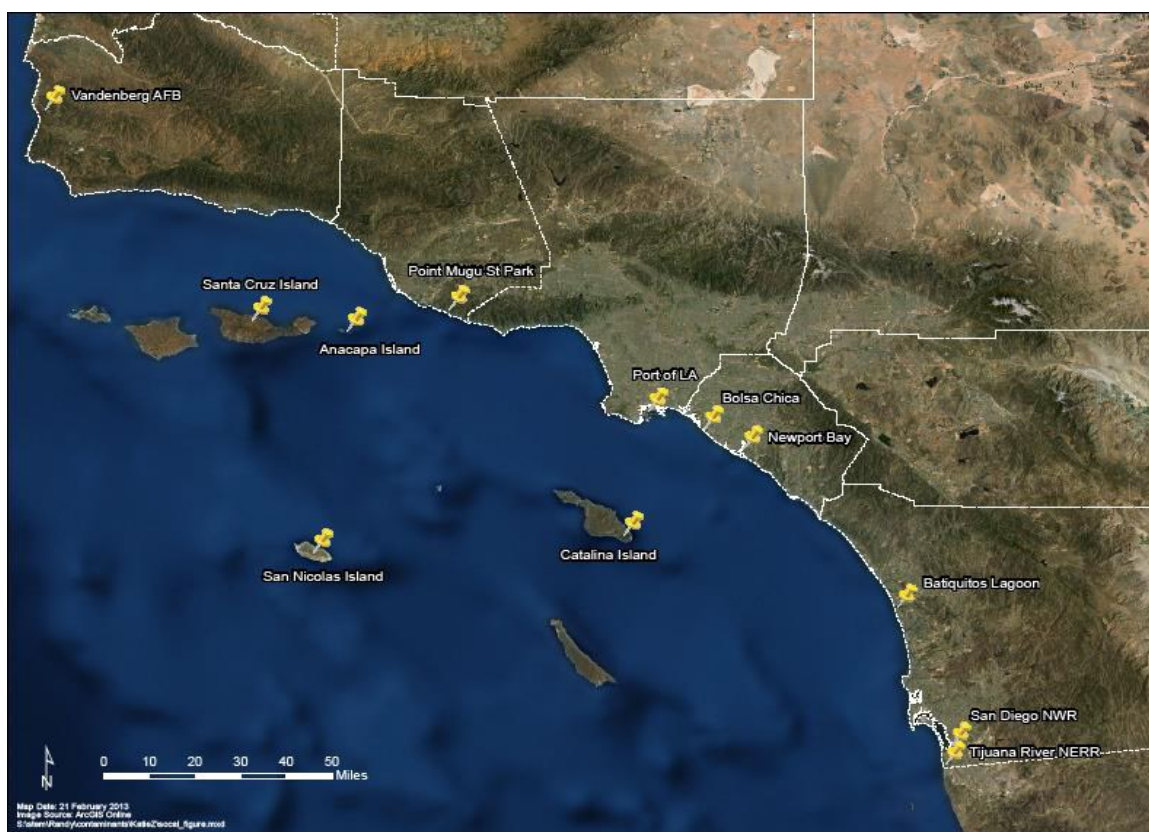 Vandenberg AFB
Point Mugu St Park
Santa Cruz Island
Anacapa Island
Port of LA
Bolsa Chica
Newport Bay
Catalina Island
San Nicolas Island
Batiquitos Lagoon
San Diego NWR
Tijuana River NERR
N
0 10 20 30 40 50
Miles
Map Date: 21 February 2013
Image Source: ArcGIS Online